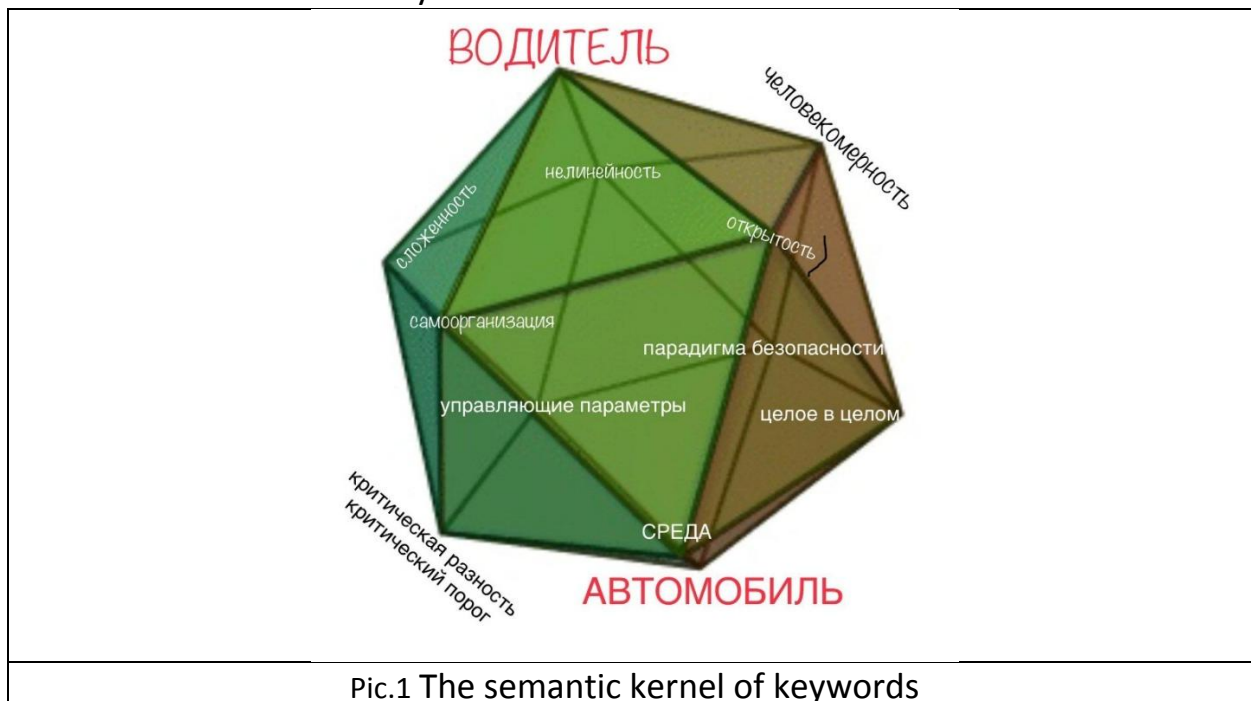 ВОДИТЕЛЬ
человекомерность
нелинейность
сложенность
открытость
самоорганизация
парадигма безопасности
управляющие параметры
целое в целом
критическая разность
критический порог
СРЕДА
АВТОМОБИЛЬ
Pic.1 The semantic kernel of keywords